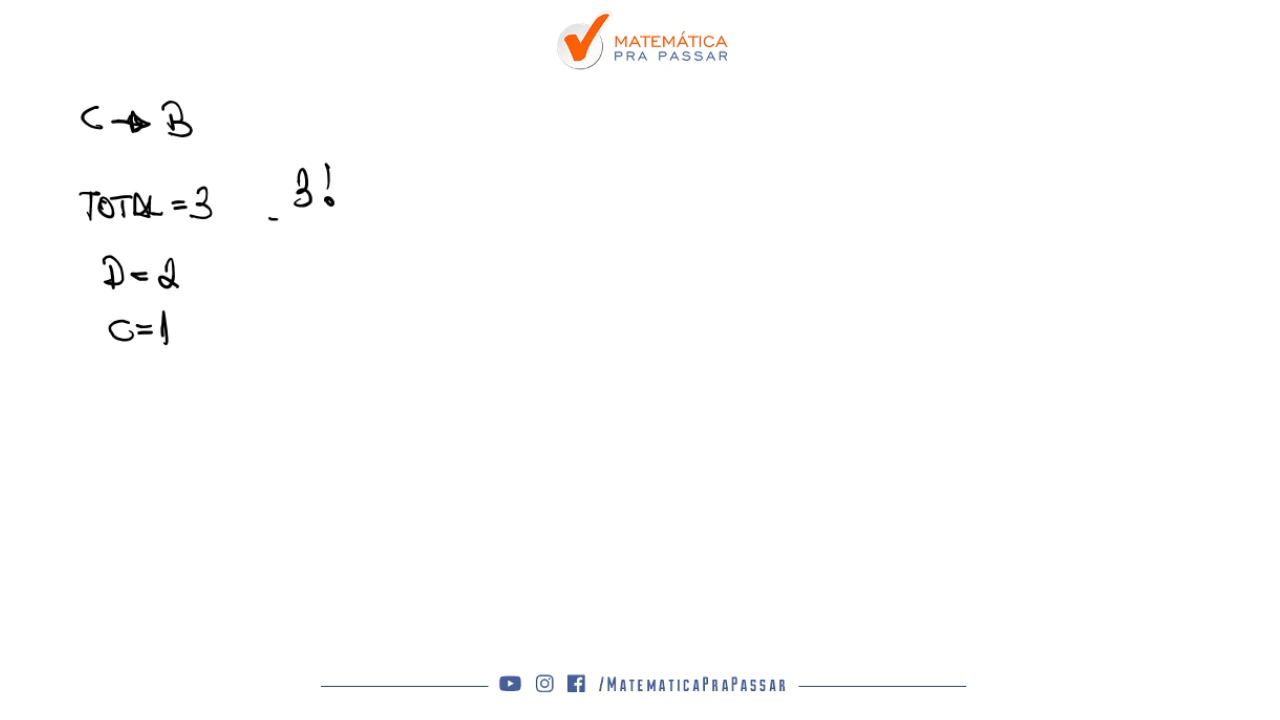 MATEMÁTICA
PRA PASSAR
C → B
TOTAL = 3
- 3!
D = 2
C = 1
/MATEMATICAPRAPASSAR